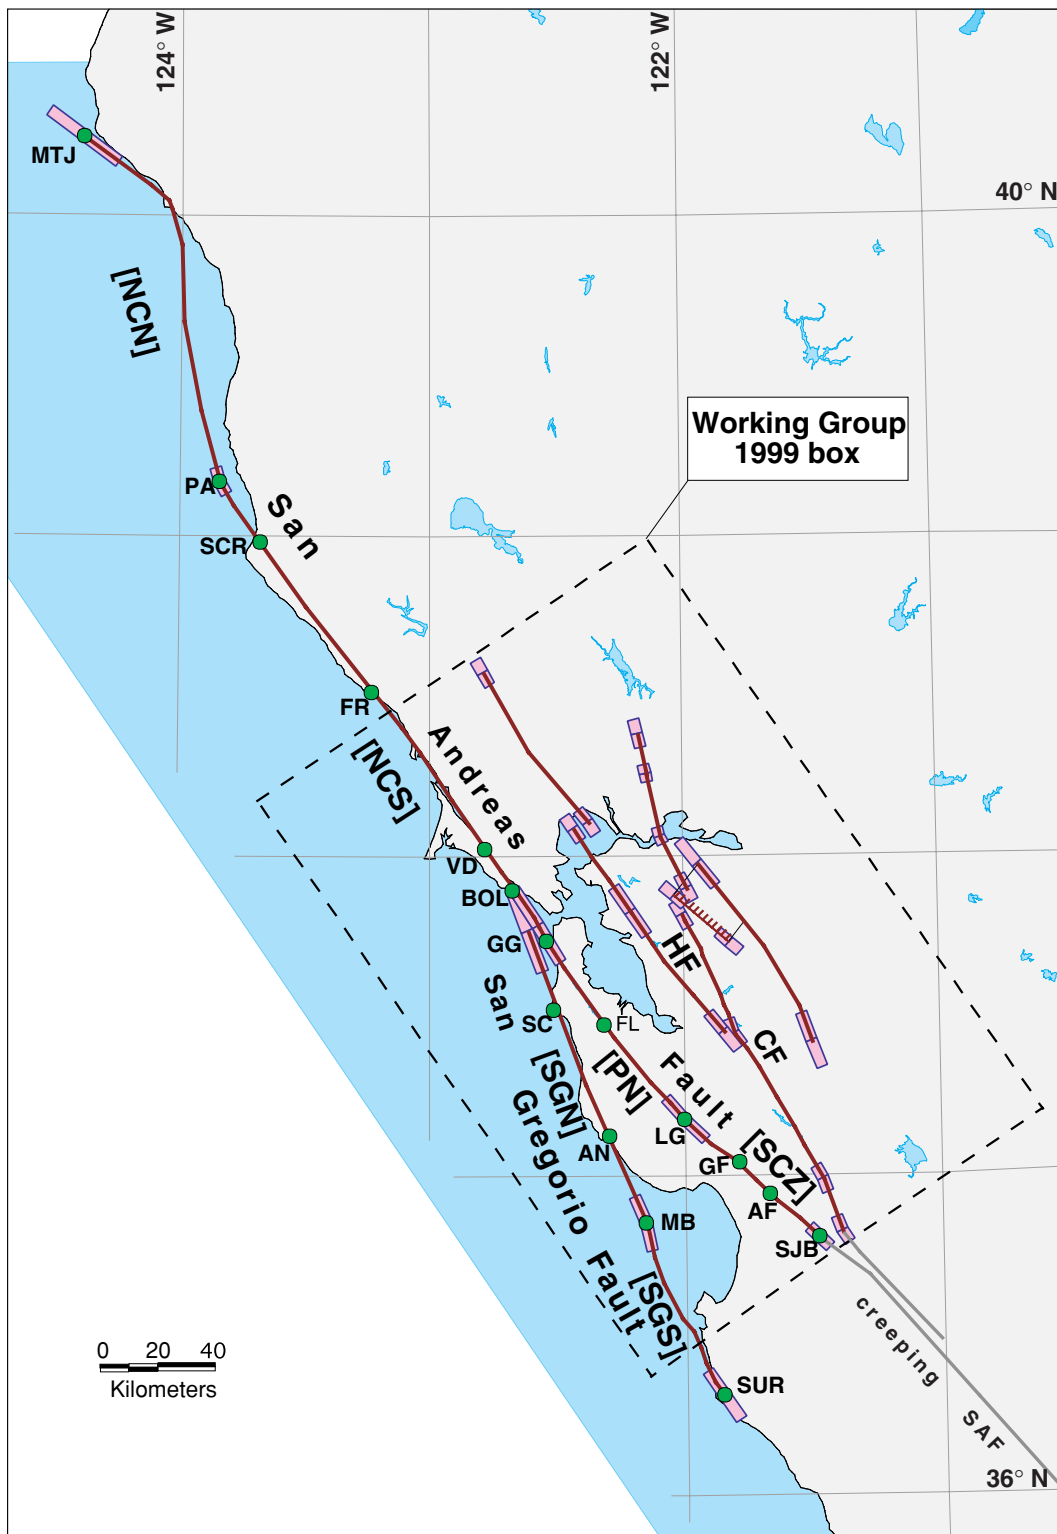 124° W
122° W
MTJ
40° N
[NCN]
Working Group
1999 box
PA
San
SCR
FR
Andreas
[NCS]
VD
BOL
GG
HF
San
SC
FL
CF
[PN]
Fault
[SGN]
LG
Gregorio
AN
GF
[SCZ]
AF
MB
SJB
Fault
[SGS]
creeping
0 20 40
Kilometers
SUR
SAF
36° N